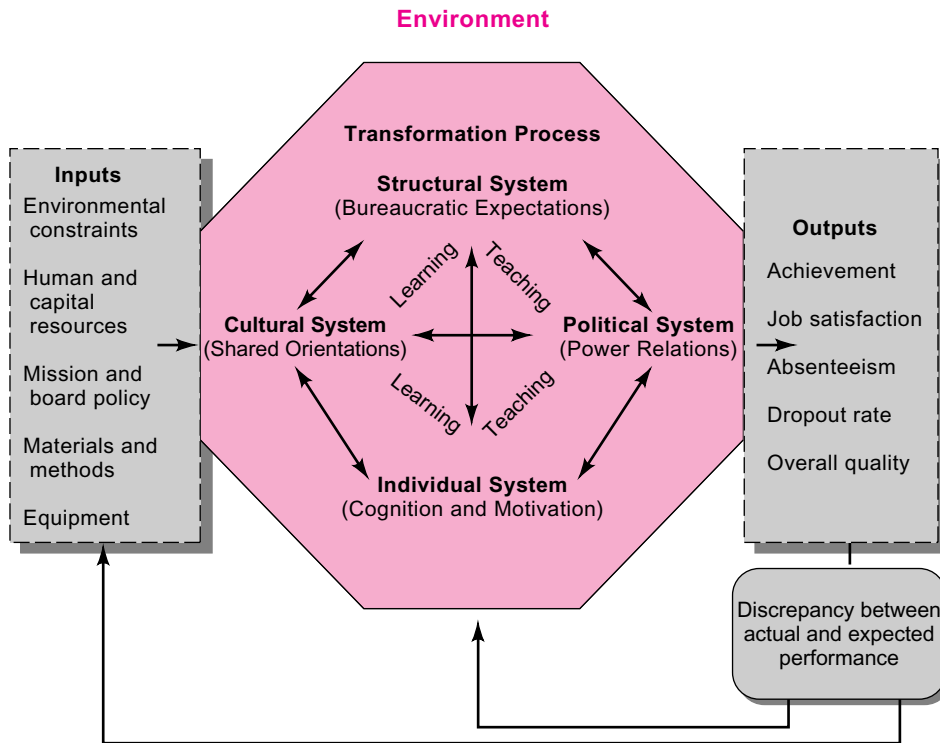 Environment
Transformation Process
Inputs
Environmental
constraints
Human and
capital
resources
Mission and
board policy
Materials and
methods
Equipment
Structural System
(Bureaucratic Expectations)
Learning
Teaching
Cultural System
(Shared Orientations)
Political System
(Power Relations)
Learning
Teaching
Individual System
(Cognition and Motivation)
Outputs
Achievement
Job satisfaction
Absenteeism
Dropout rate
Overall quality
Discrepancy between
actual and expected
performance